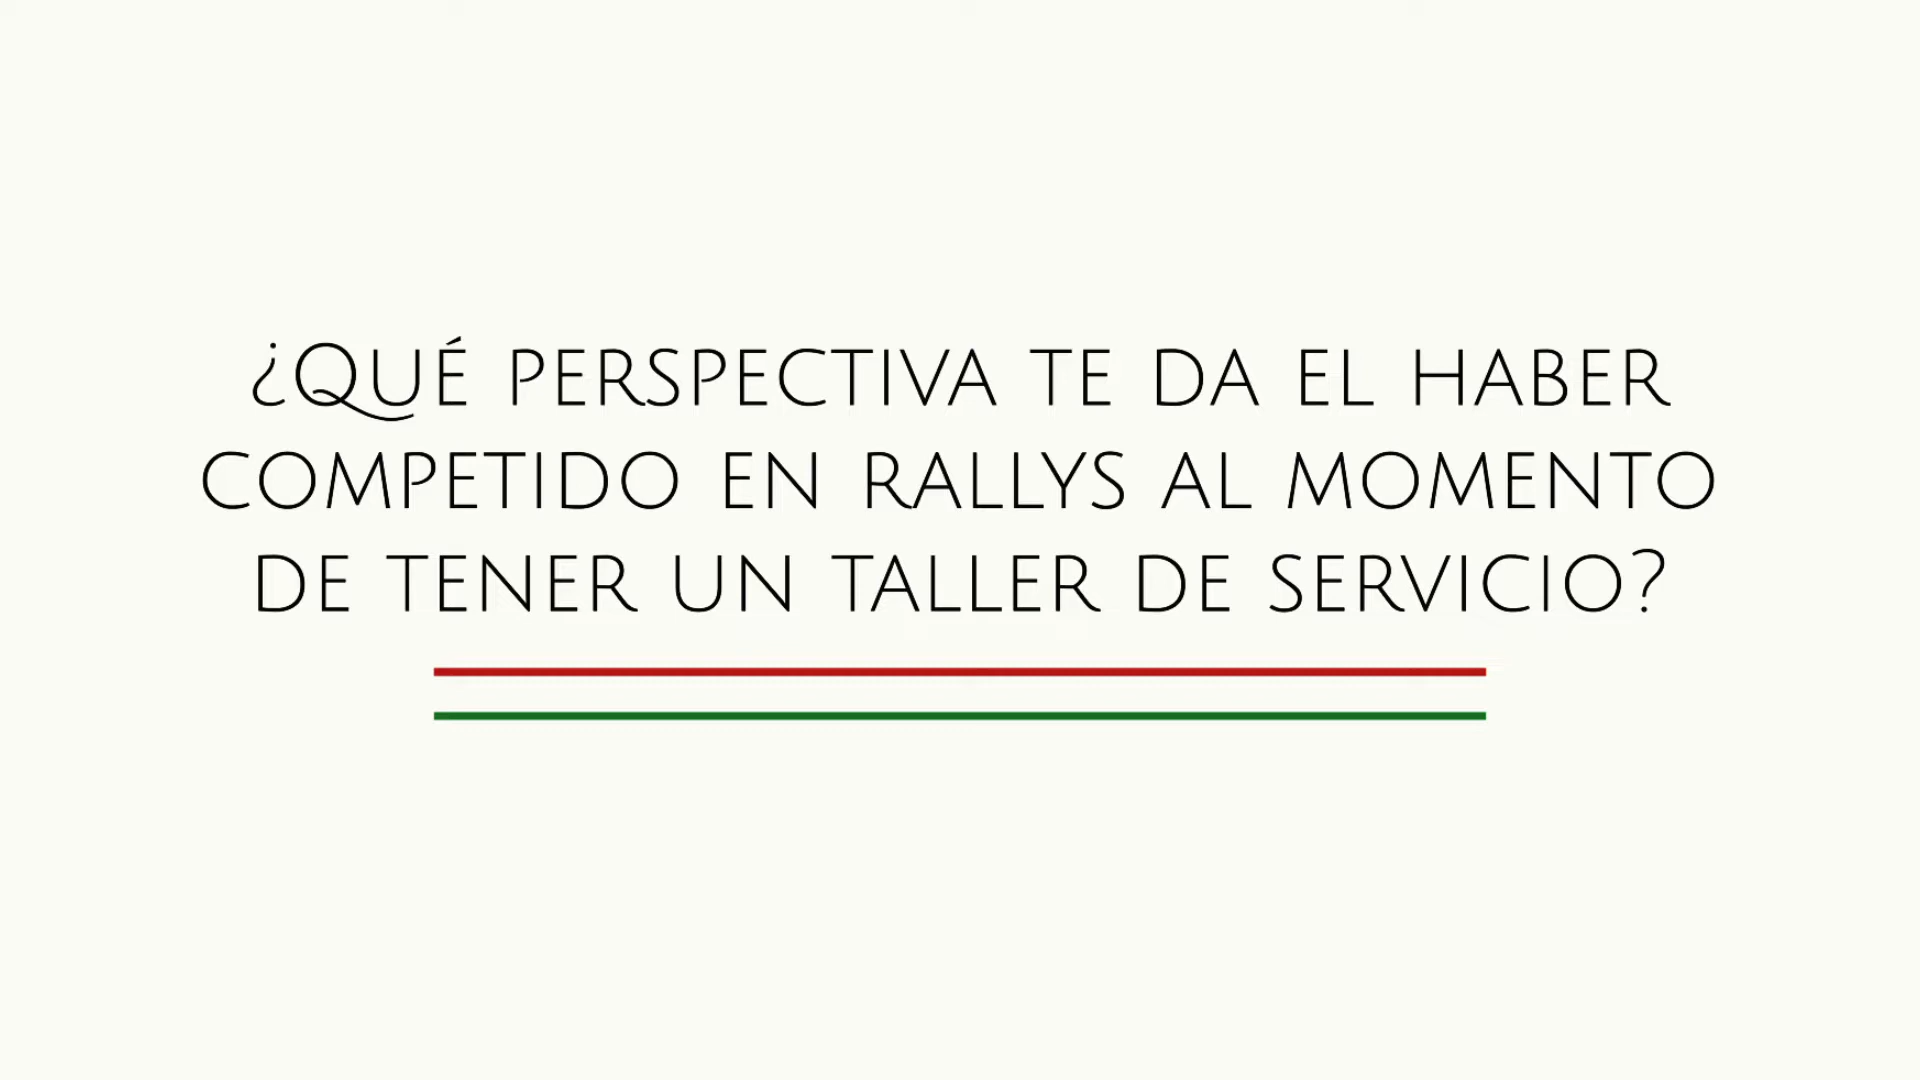 ¿QUÉ PERSPECTIVA TE DA EL HABER
COMPETIDO EN RALLYS AL MOMENTO
DE TENER UN TALLER DE SERVICIO?